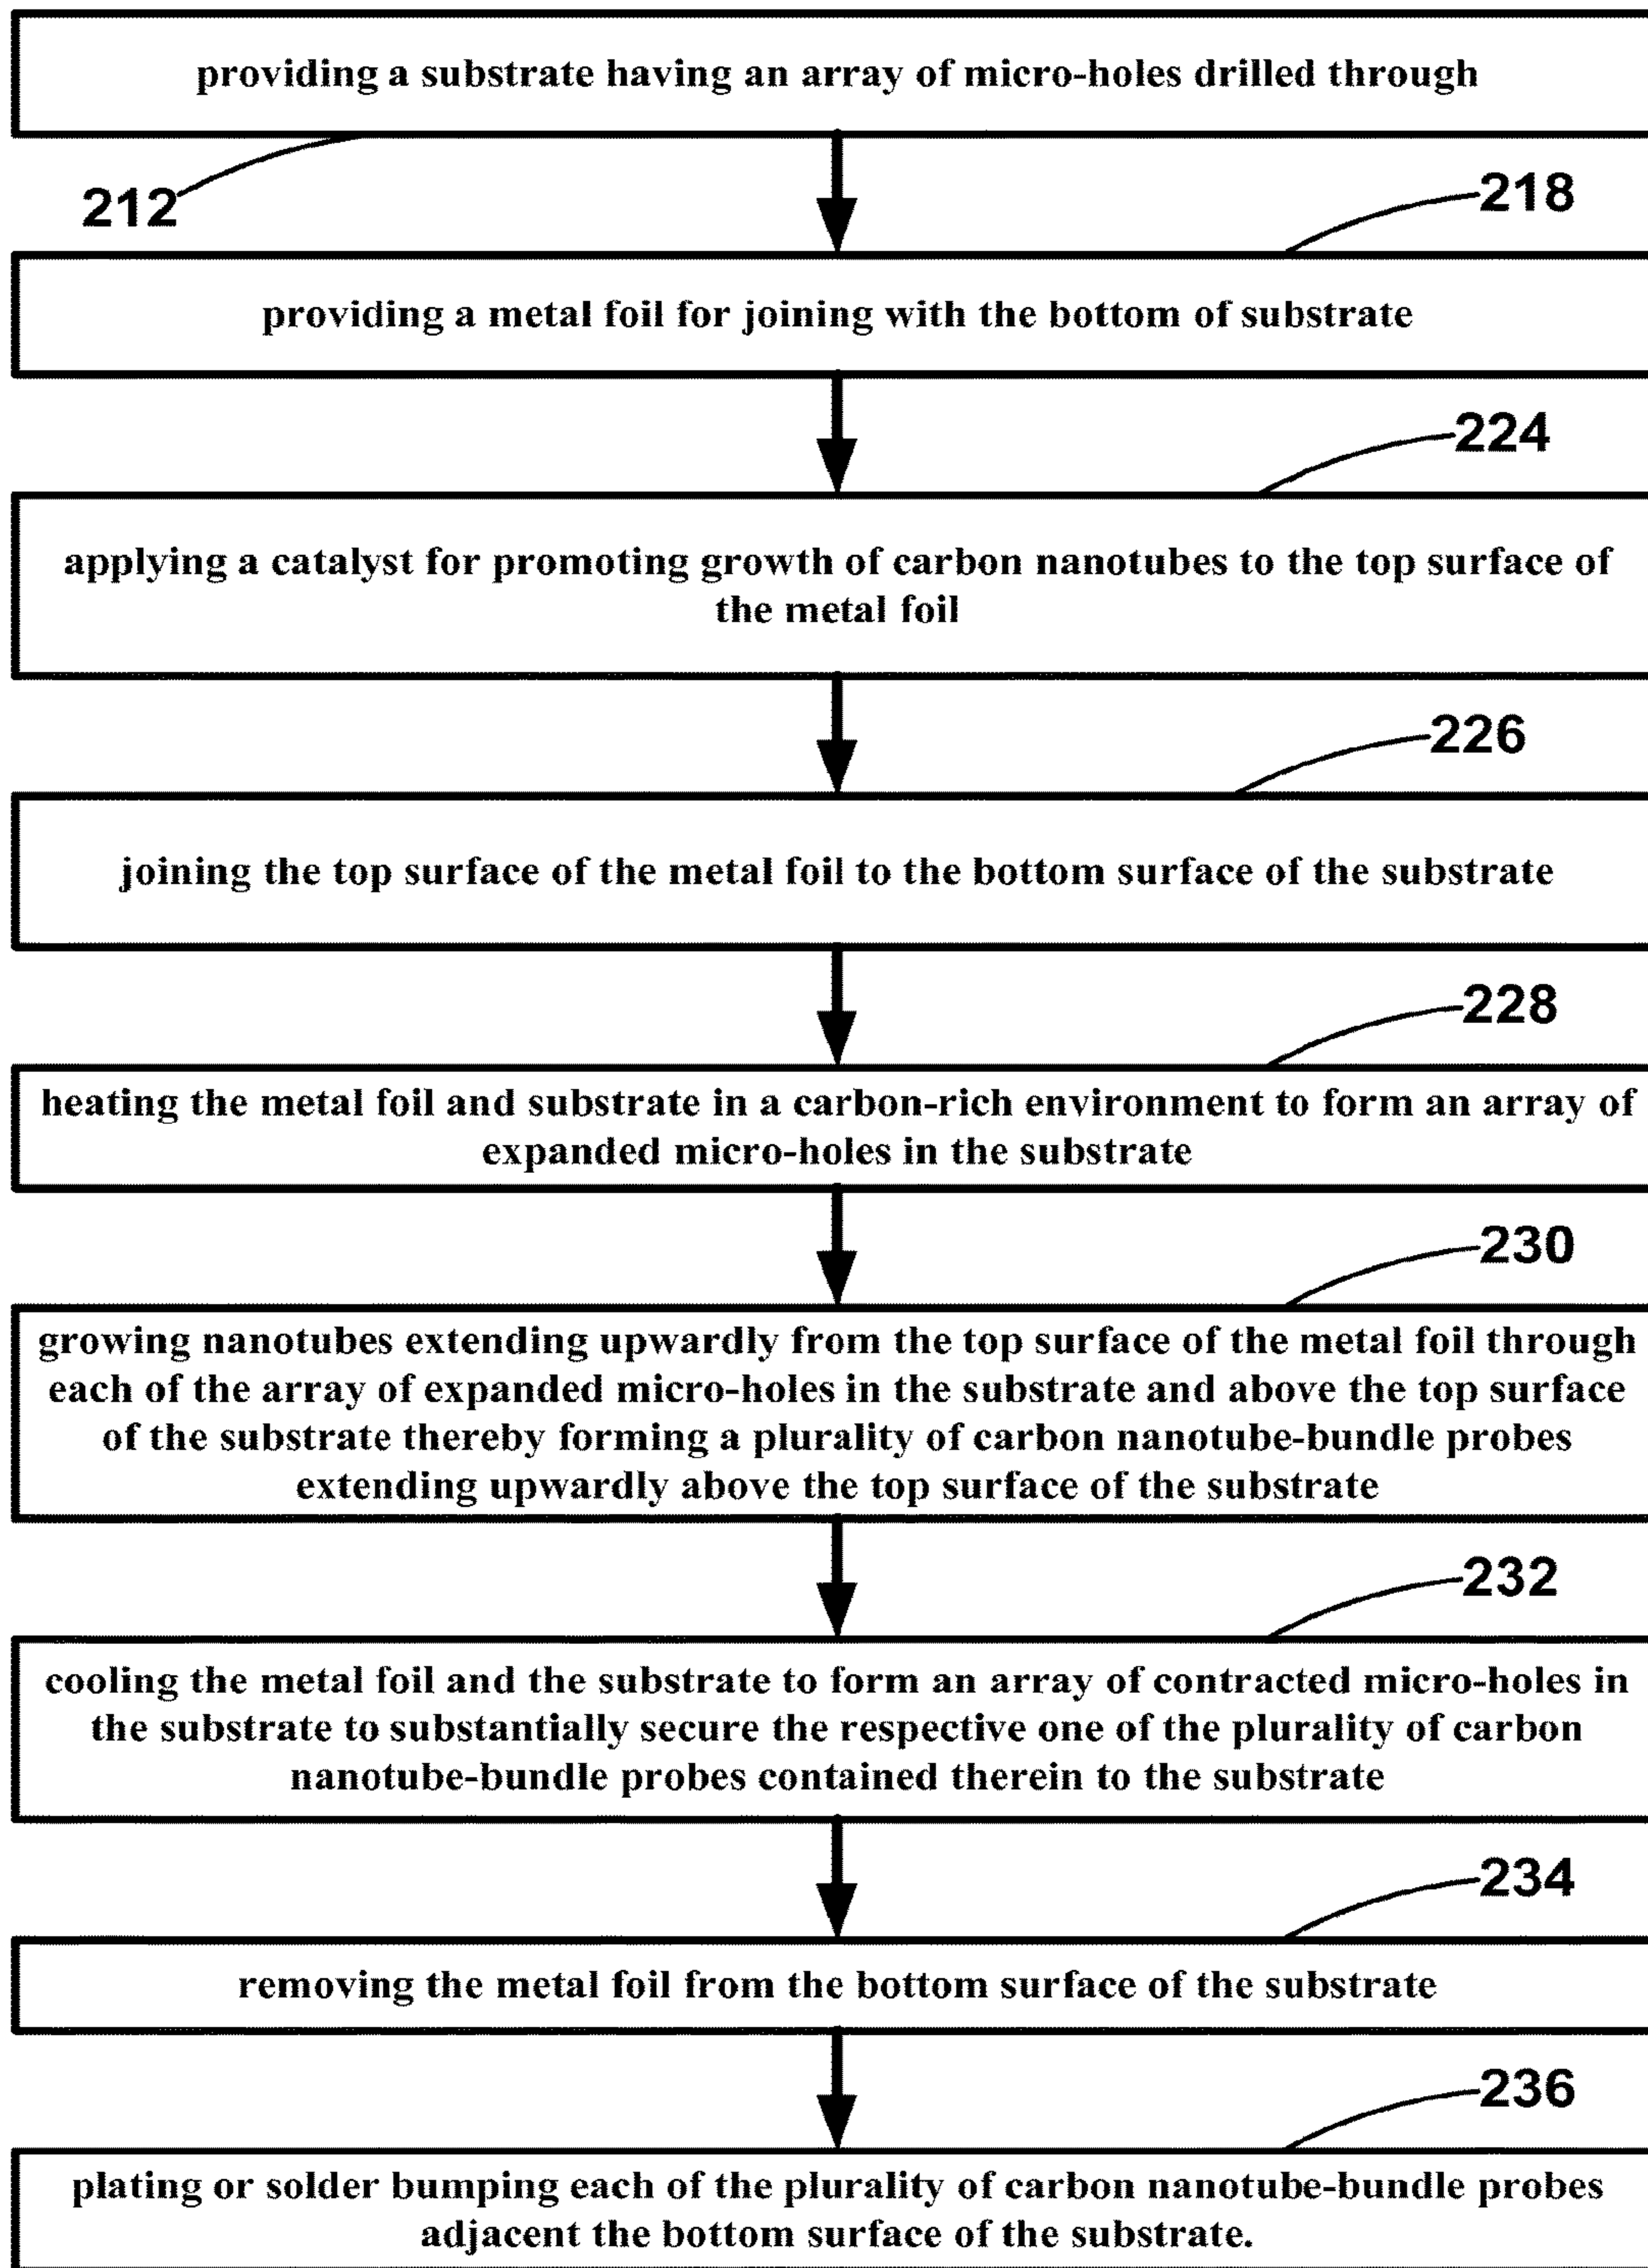 providing a substrate having an array of micro-holes drilled through
212
218
providing a metal foil for joining with the bottom of substrate
224
applying a catalyst for promoting growth of carbon nanotubes to the top surface of
the metal foil
226
joining the top surface of the metal foil to the bottom surface of the substrate
228
heating the metal foil and substrate in a carbon-rich environment to form an array of
expanded micro-holes in the substrate
230
growing nanotubes extending upwardly from the top surface of the metal foil through
each of the array of expanded micro-holes in the substrate and above the top surface
of the substrate thereby forming a plurality of carbon nanotube-bundle probes
extending upwardly above the top surface of the substrate
232
cooling the metal foil and the substrate to form an array of contracted micro-holes in
the substrate to substantially secure the respective one of the plurality of carbon
nanotube-bundle probes contained therein to the substrate
234
removing the metal foil from the bottom surface of the substrate
236
plating or solder bumping each of the plurality of carbon nanotube-bundle probes
adjacent the bottom surface of the substrate.